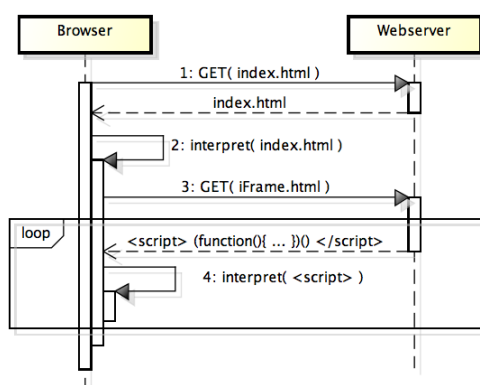 Browser
Webserver
1: GET( index.html )
index.html
2: interpret( index.html )
3: GET( iFrame.html )
loop
<script> (function(){ ... })() </script>
4: interpret( <script> )